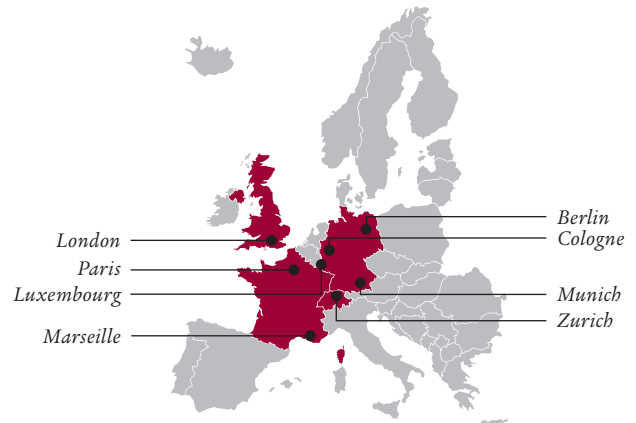 London
Paris
Luxembourg
Marseille
Berlin
Cologne
Munich
Zurich